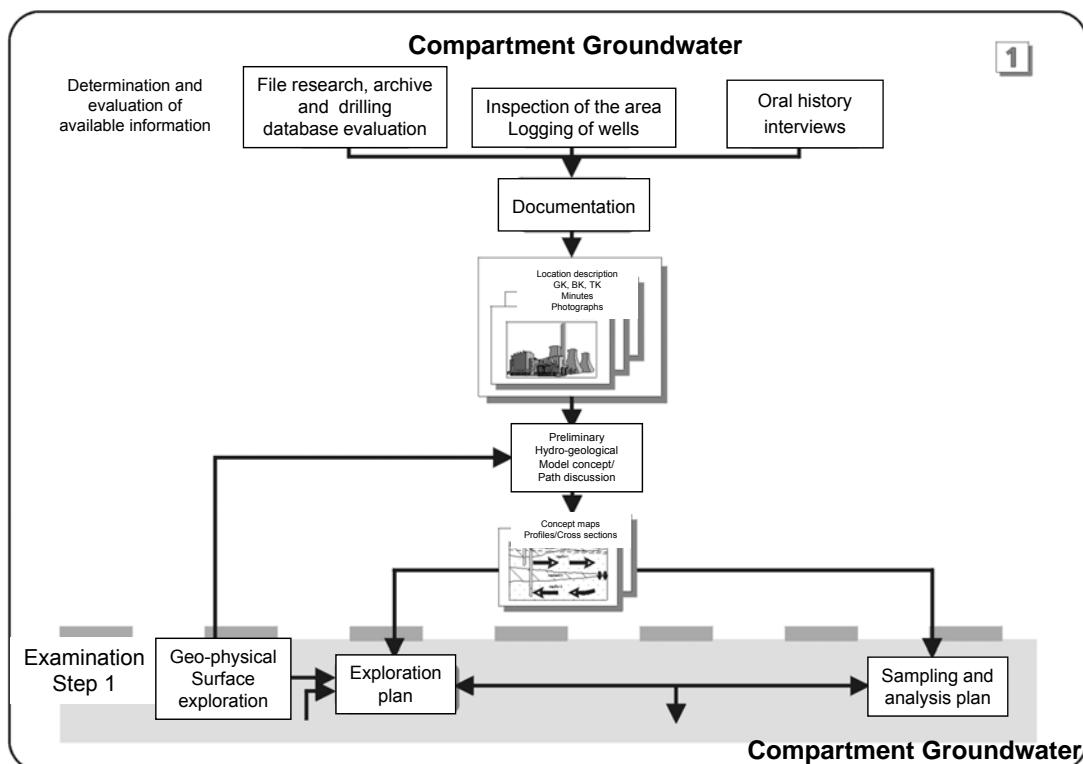 Compartment Groundwater
1
Determination and
evaluation of
available information
File research, archive
and drilling
database evaluation
Inspection of the area
Logging of wells
Oral history
interviews
Documentation
Location description
GK, BK, TK
Minutes
Photographs
Preliminary
Hydro-geological
Model concept/
Path discussion
Concept maps
Profiles/Cross sections
Examination
Step 1
Geo-physical
Surface
exploration
Exploration
plan
Sampling and
analysis plan
Compartment Groundwater